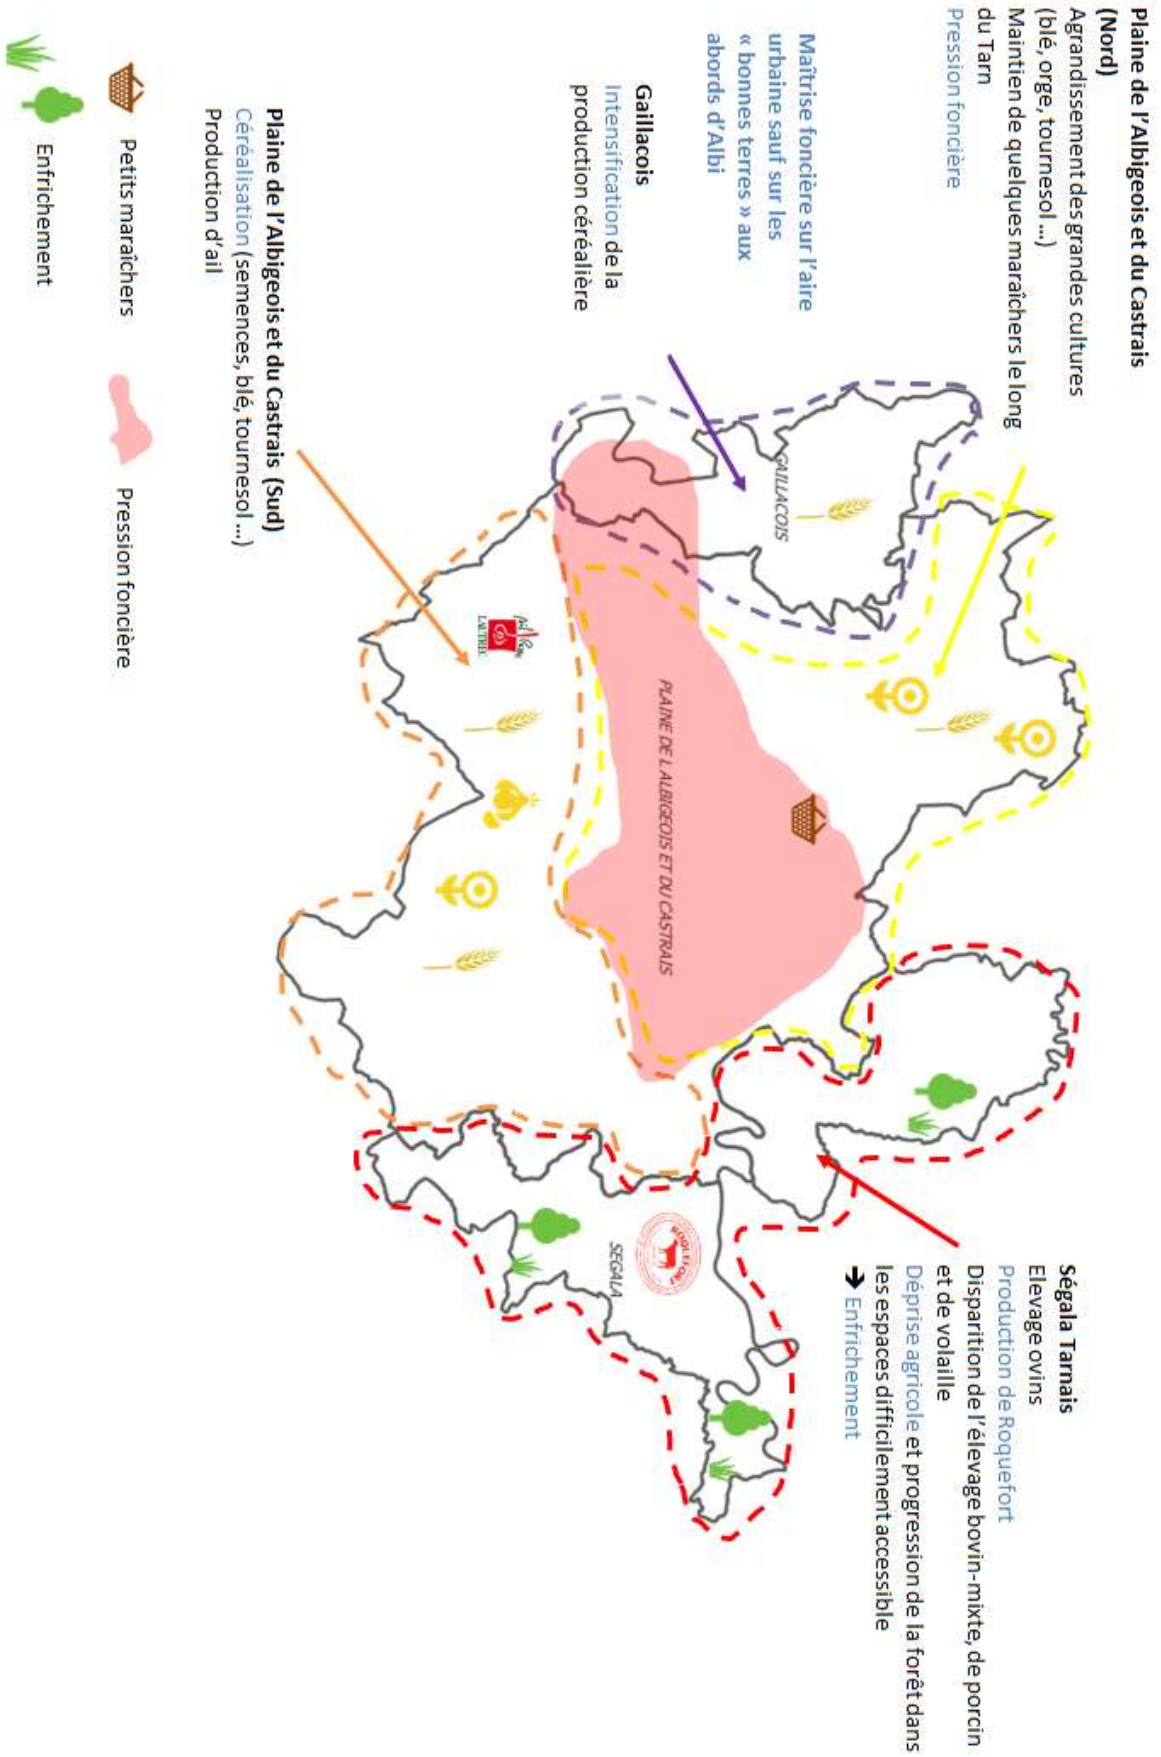 Plaine de l'Albigeois et du Castrais
(Nord)
Agrandissement des grandes cultures
(blé, orge, tournesol ...)
Maintien de quelques maraîchers le long
du Tarn
Pression foncière
Maîtrise foncière sur l'aire
urbaine sauf sur les
« bonnes terres » aux
abords d'Albi
Gaillacois
Intensification de la
production céréalière
Plaine de l'Albigeois et du Castrais (Sud)
Céréalisation (semences, blé, tournesol ...)
Production d'ail
Ségala Tarnais
Elevage ovins
Production de Roquefort
Disparition de l'élevage bovin-mixte, de porcin
et de volaille
Déprise agricole et progression de la forêt dans
les espaces difficilement accessible
➔ Enfrichement
GAILLACOIS
PLAINE DE L ALBIGEOIS ET DU CASTRAIS
SEGALA
ROQUEFORT
LAUTREC
Petits maraîchers
Pression foncière
Enfrichement